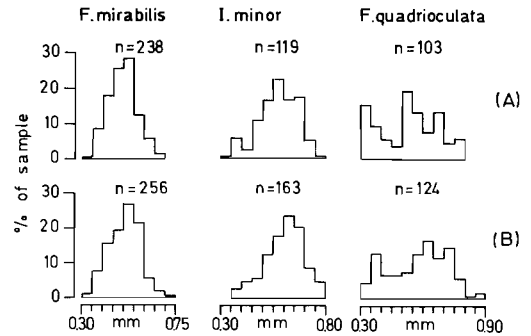 F. mirabilis I. minor F. quadrioculata
n=238 n=119 n=103
30
20
10
0
(A)
% of sample
n=256 n=163 n=124
30
20
10
0
(B)
0.30 mm 0.75 0.30 mm 0.80 0.30 mm 0.90